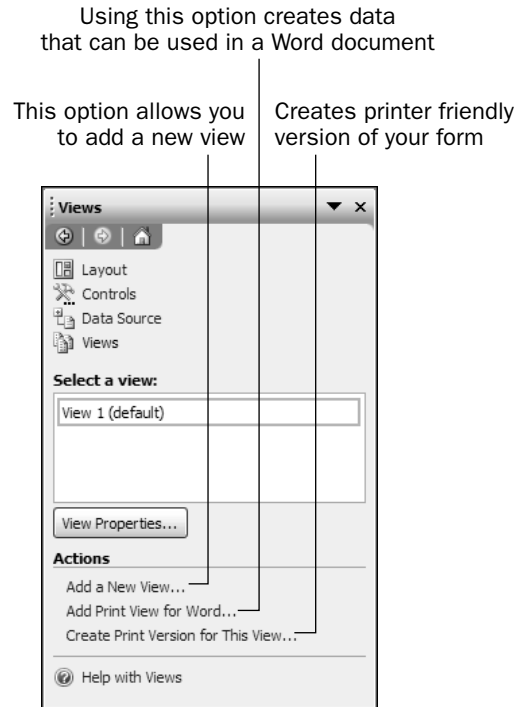 Using this option creates data
that can be used in a Word document
This option allows you
to add a new view
Creates printer friendly
version of your form
Views
Layout
Controls
Data Source
Views
Select a view:
View 1 (default)
View Properties...
Actions
Add a New View...
Add Print View for Word...
Create Print Version for This View...
Help with Views